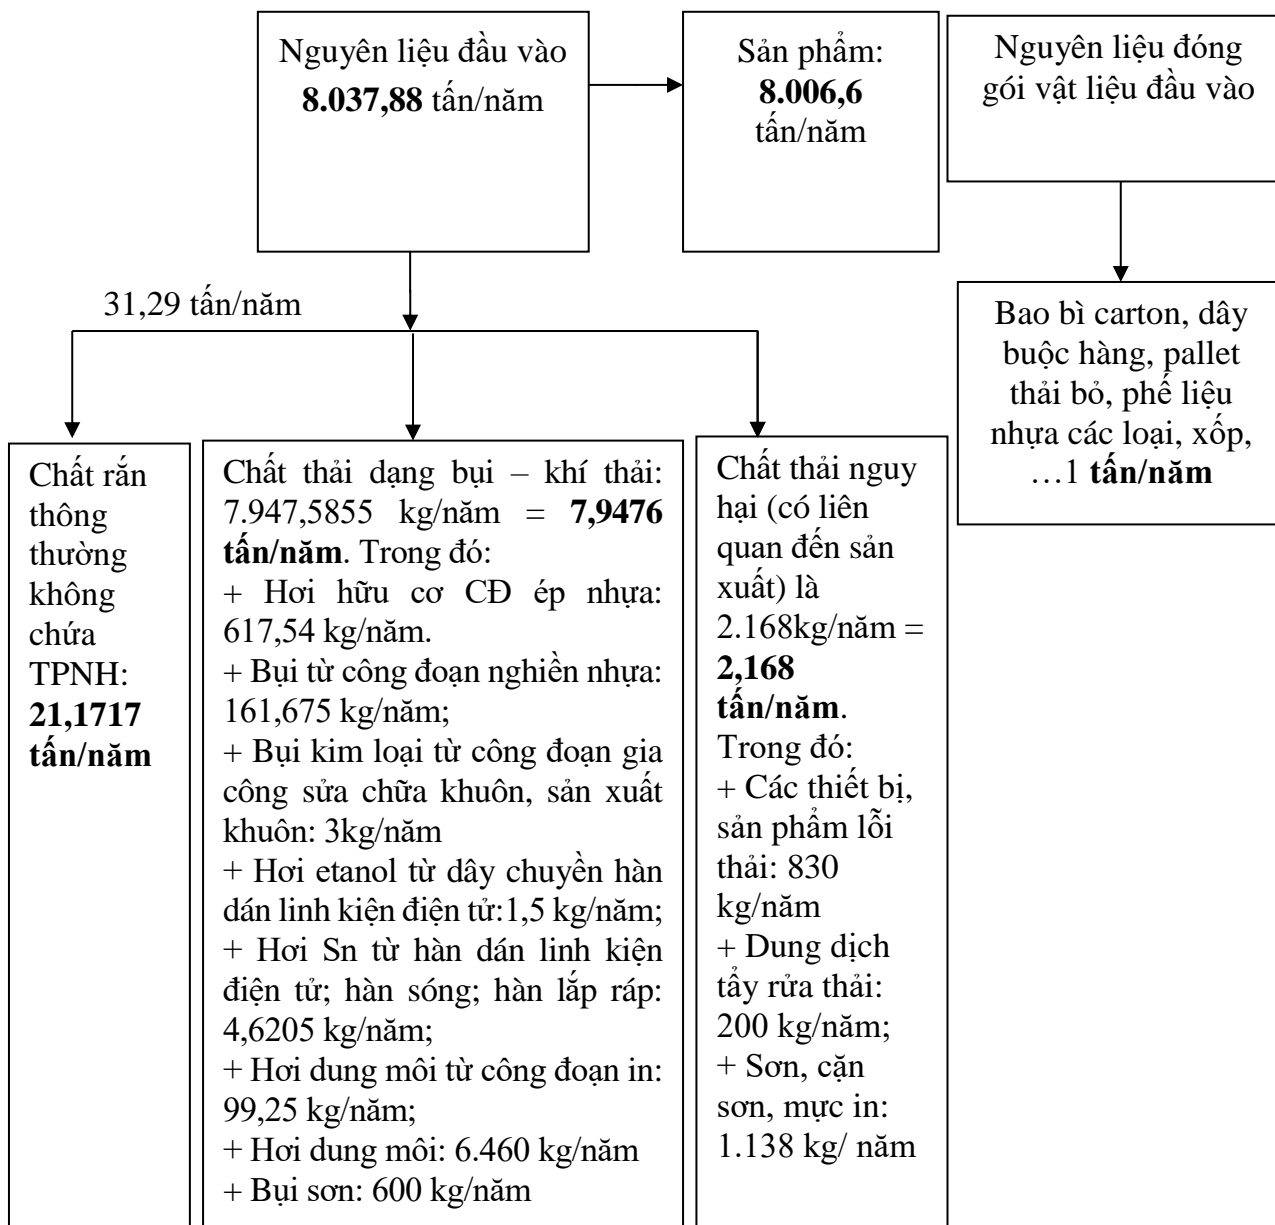 Nguyên liệu đầu vào
8.037,88 tấn/năm
Sản phẩm:
8.006,6
tấn/năm
Nguyên liệu đóng
gói vật liệu đầu vào
31,29 tấn/năm
Bao bì carton, dây
buộc hàng, pallet
thải bỏ, phế liệu
nhựa các loại, xốp,
…1 tấn/năm
Chất rắn
thông
thường
không
chứa
TPNH:
21,1717
tấn/năm
Chất thải dạng bụi – khí thải:
7.947,5855 kg/năm = 7,9476
tấn/năm. Trong đó:
+ Hơi hữu cơ CĐ ép nhựa:
617,54 kg/năm.
+ Bụi từ công đoạn nghiền nhựa:
161,675 kg/năm;
+ Bụi kim loại từ công đoạn gia
công sửa chữa khuôn, sản xuất
khuôn: 3kg/năm
+ Hơi etanol từ dây chuyền hàn
dán linh kiện điện tử:1,5 kg/năm;
+ Hơi Sn từ hàn dán linh kiện
điện tử; hàn sóng; hàn lắp ráp:
4,6205 kg/năm;
+ Hơi dung môi từ công đoạn in:
99,25 kg/năm;
+ Hơi dung môi: 6.460 kg/năm
+ Bụi sơn: 600 kg/năm
Chất thải nguy
hại (có liên
quan đến sản
xuất) là
2.168kg/năm =
2,168
tấn/năm.
Trong đó:
+ Các thiết bị,
sản phẩm lỗi
thải: 830
kg/năm
+ Dung dịch
tẩy rửa thải:
200 kg/năm;
+ Sơn, cặn
sơn, mực in:
1.138 kg/ năm